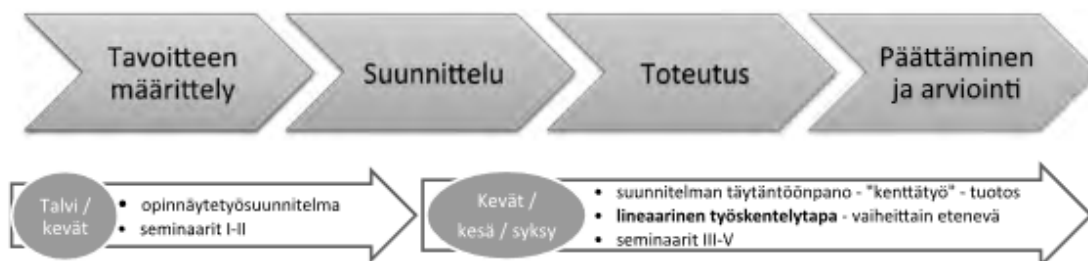 Tavoitteen
määrittely
Suunnittelu
Toteutus
Päättäminen
ja arviointi
Talvi /
kevät
• opinnäytetyösuunnitelma
• seminaarit I-II
Kevät /
kesä / syksy
• suunnitelman täytäntöönpano - "kenttätyö" - tuotos
• lineaarinen työskentelytapa - vaiheittain etenevä
• seminaarit III-V